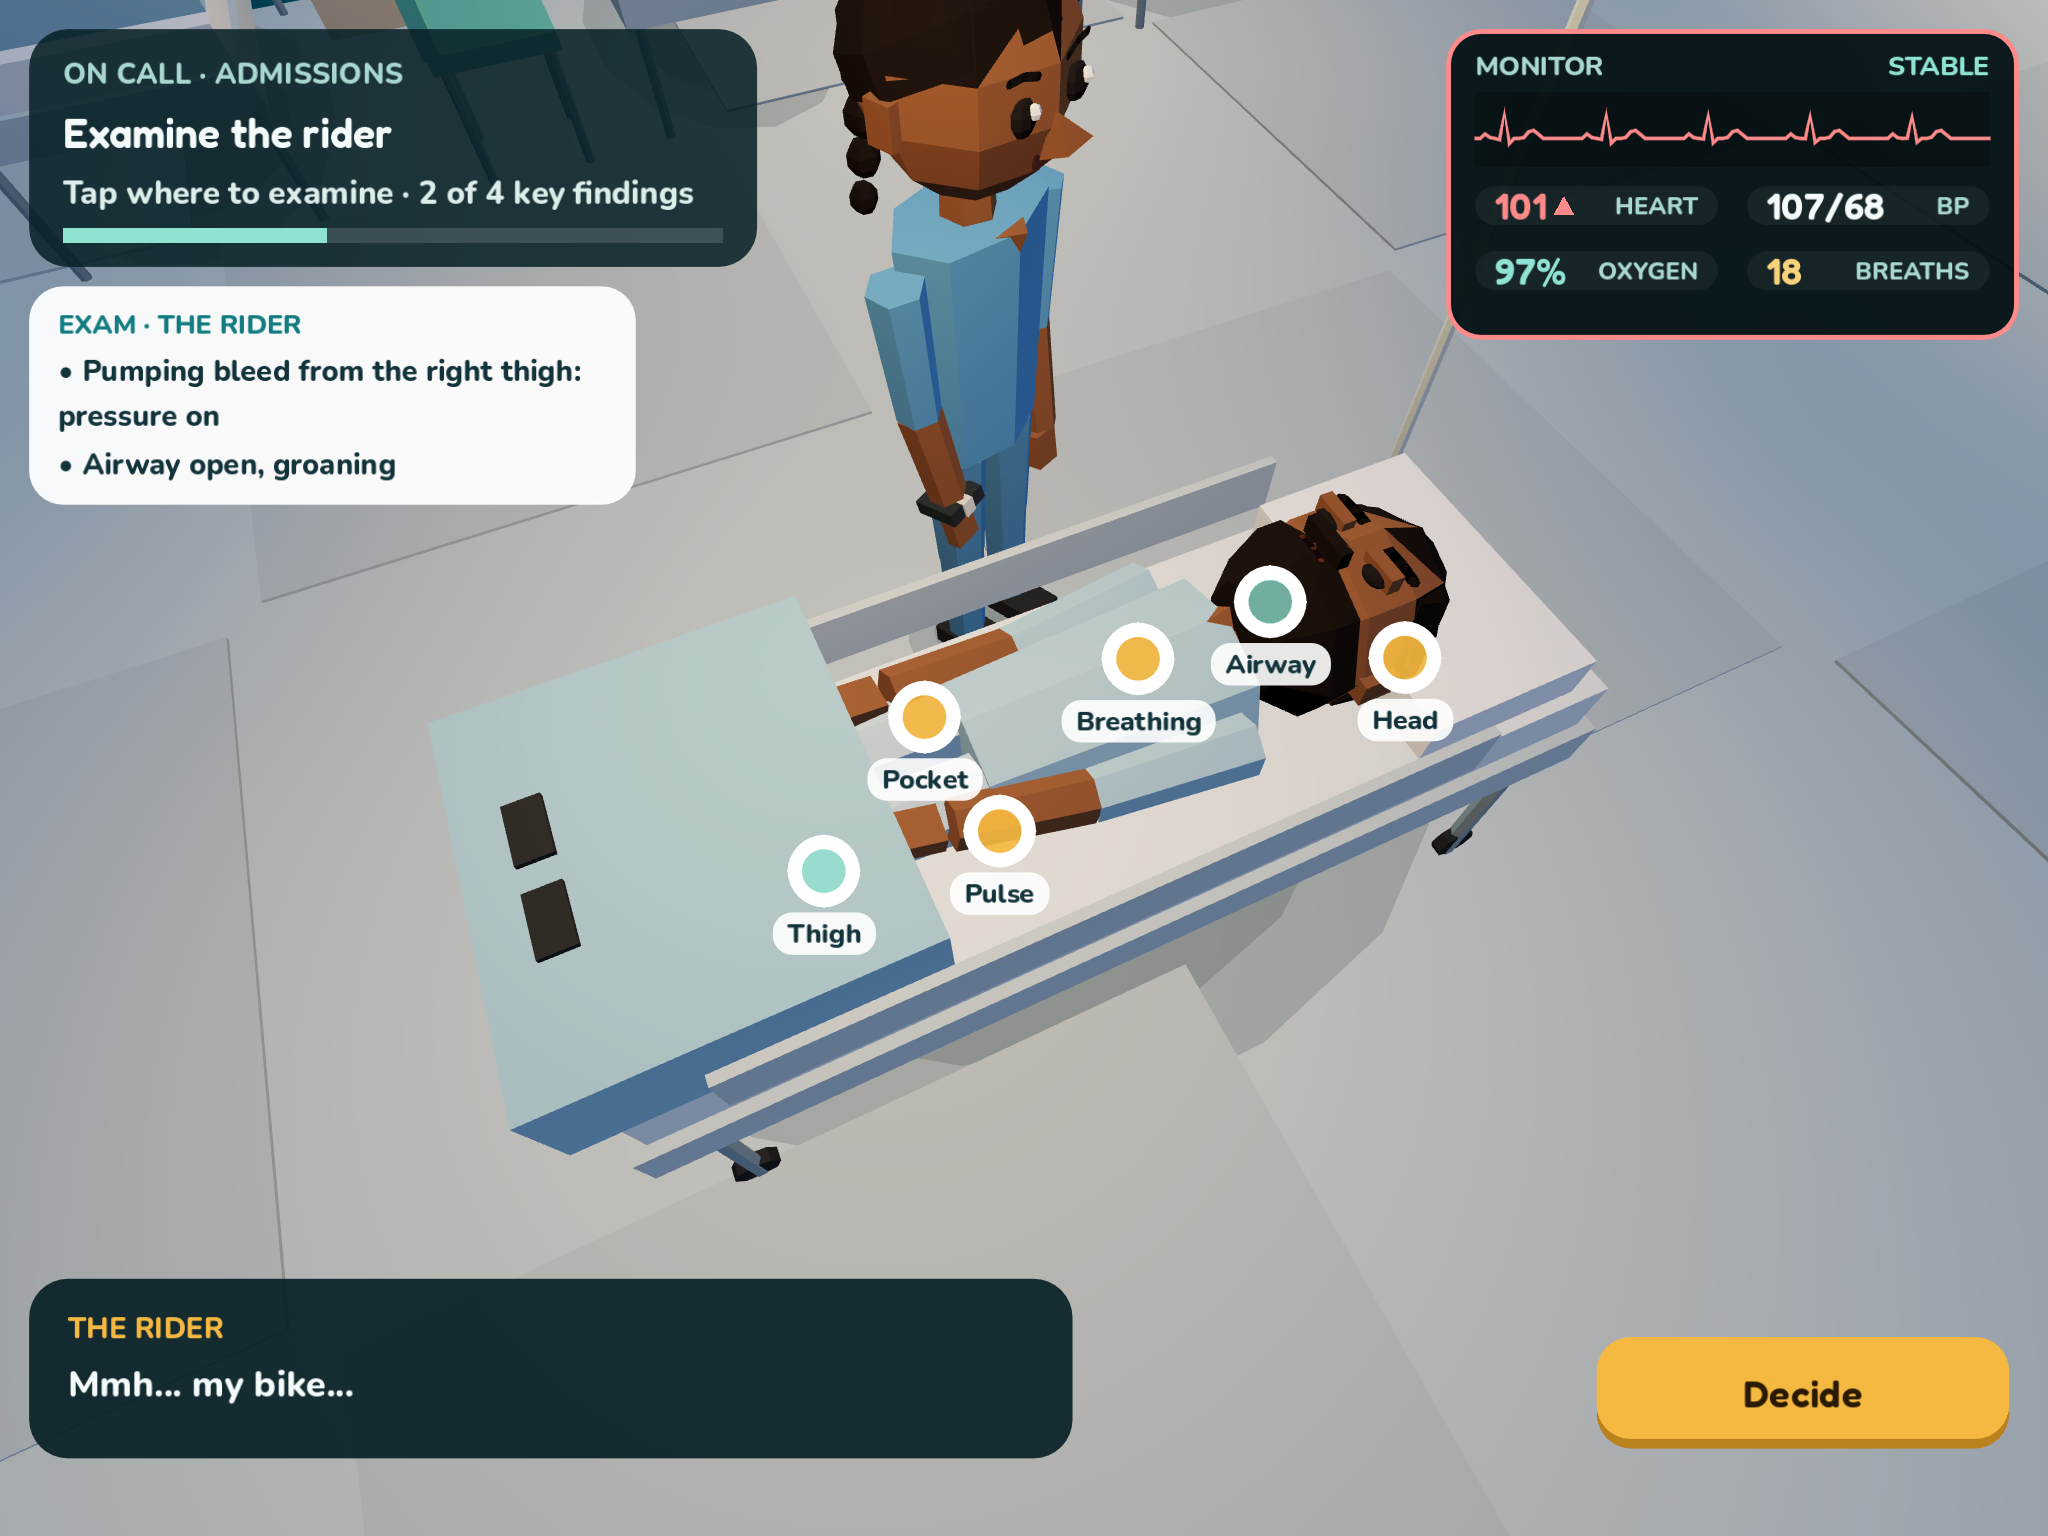 ON CALL · ADMISSIONS
Examine the rider
Tap where to examine · 2 of 4 key findings
EXAM · THE RIDER
• Pumping bleed from the right thigh:
pressure on
• Airway open, groaning
MONITOR STABLE
101▲ HEART 107/68 BP
97% OXYGEN 18 BREATHS
Airway
Breathing
Head
Pocket
Pulse
Thigh
THE RIDER
Mmh... my bike...
Decide